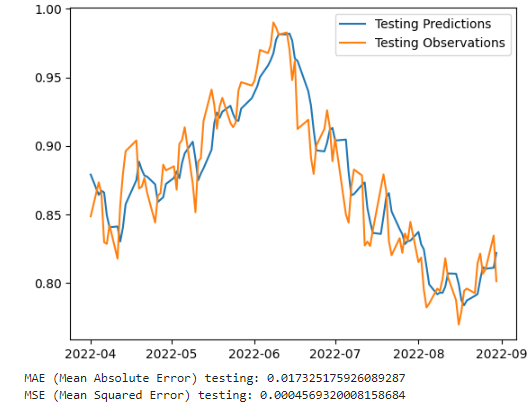 1.00
Testing Predictions
Testing Observations
0.95
0.90
0.85
0.80
2022-04 2022-05 2022-06 2022-07 2022-08 2022-09
MAE (Mean Absolute Error) testing: 0.017325175926089287
MSE (Mean Squared Error) testing: 0.0004569320008158684